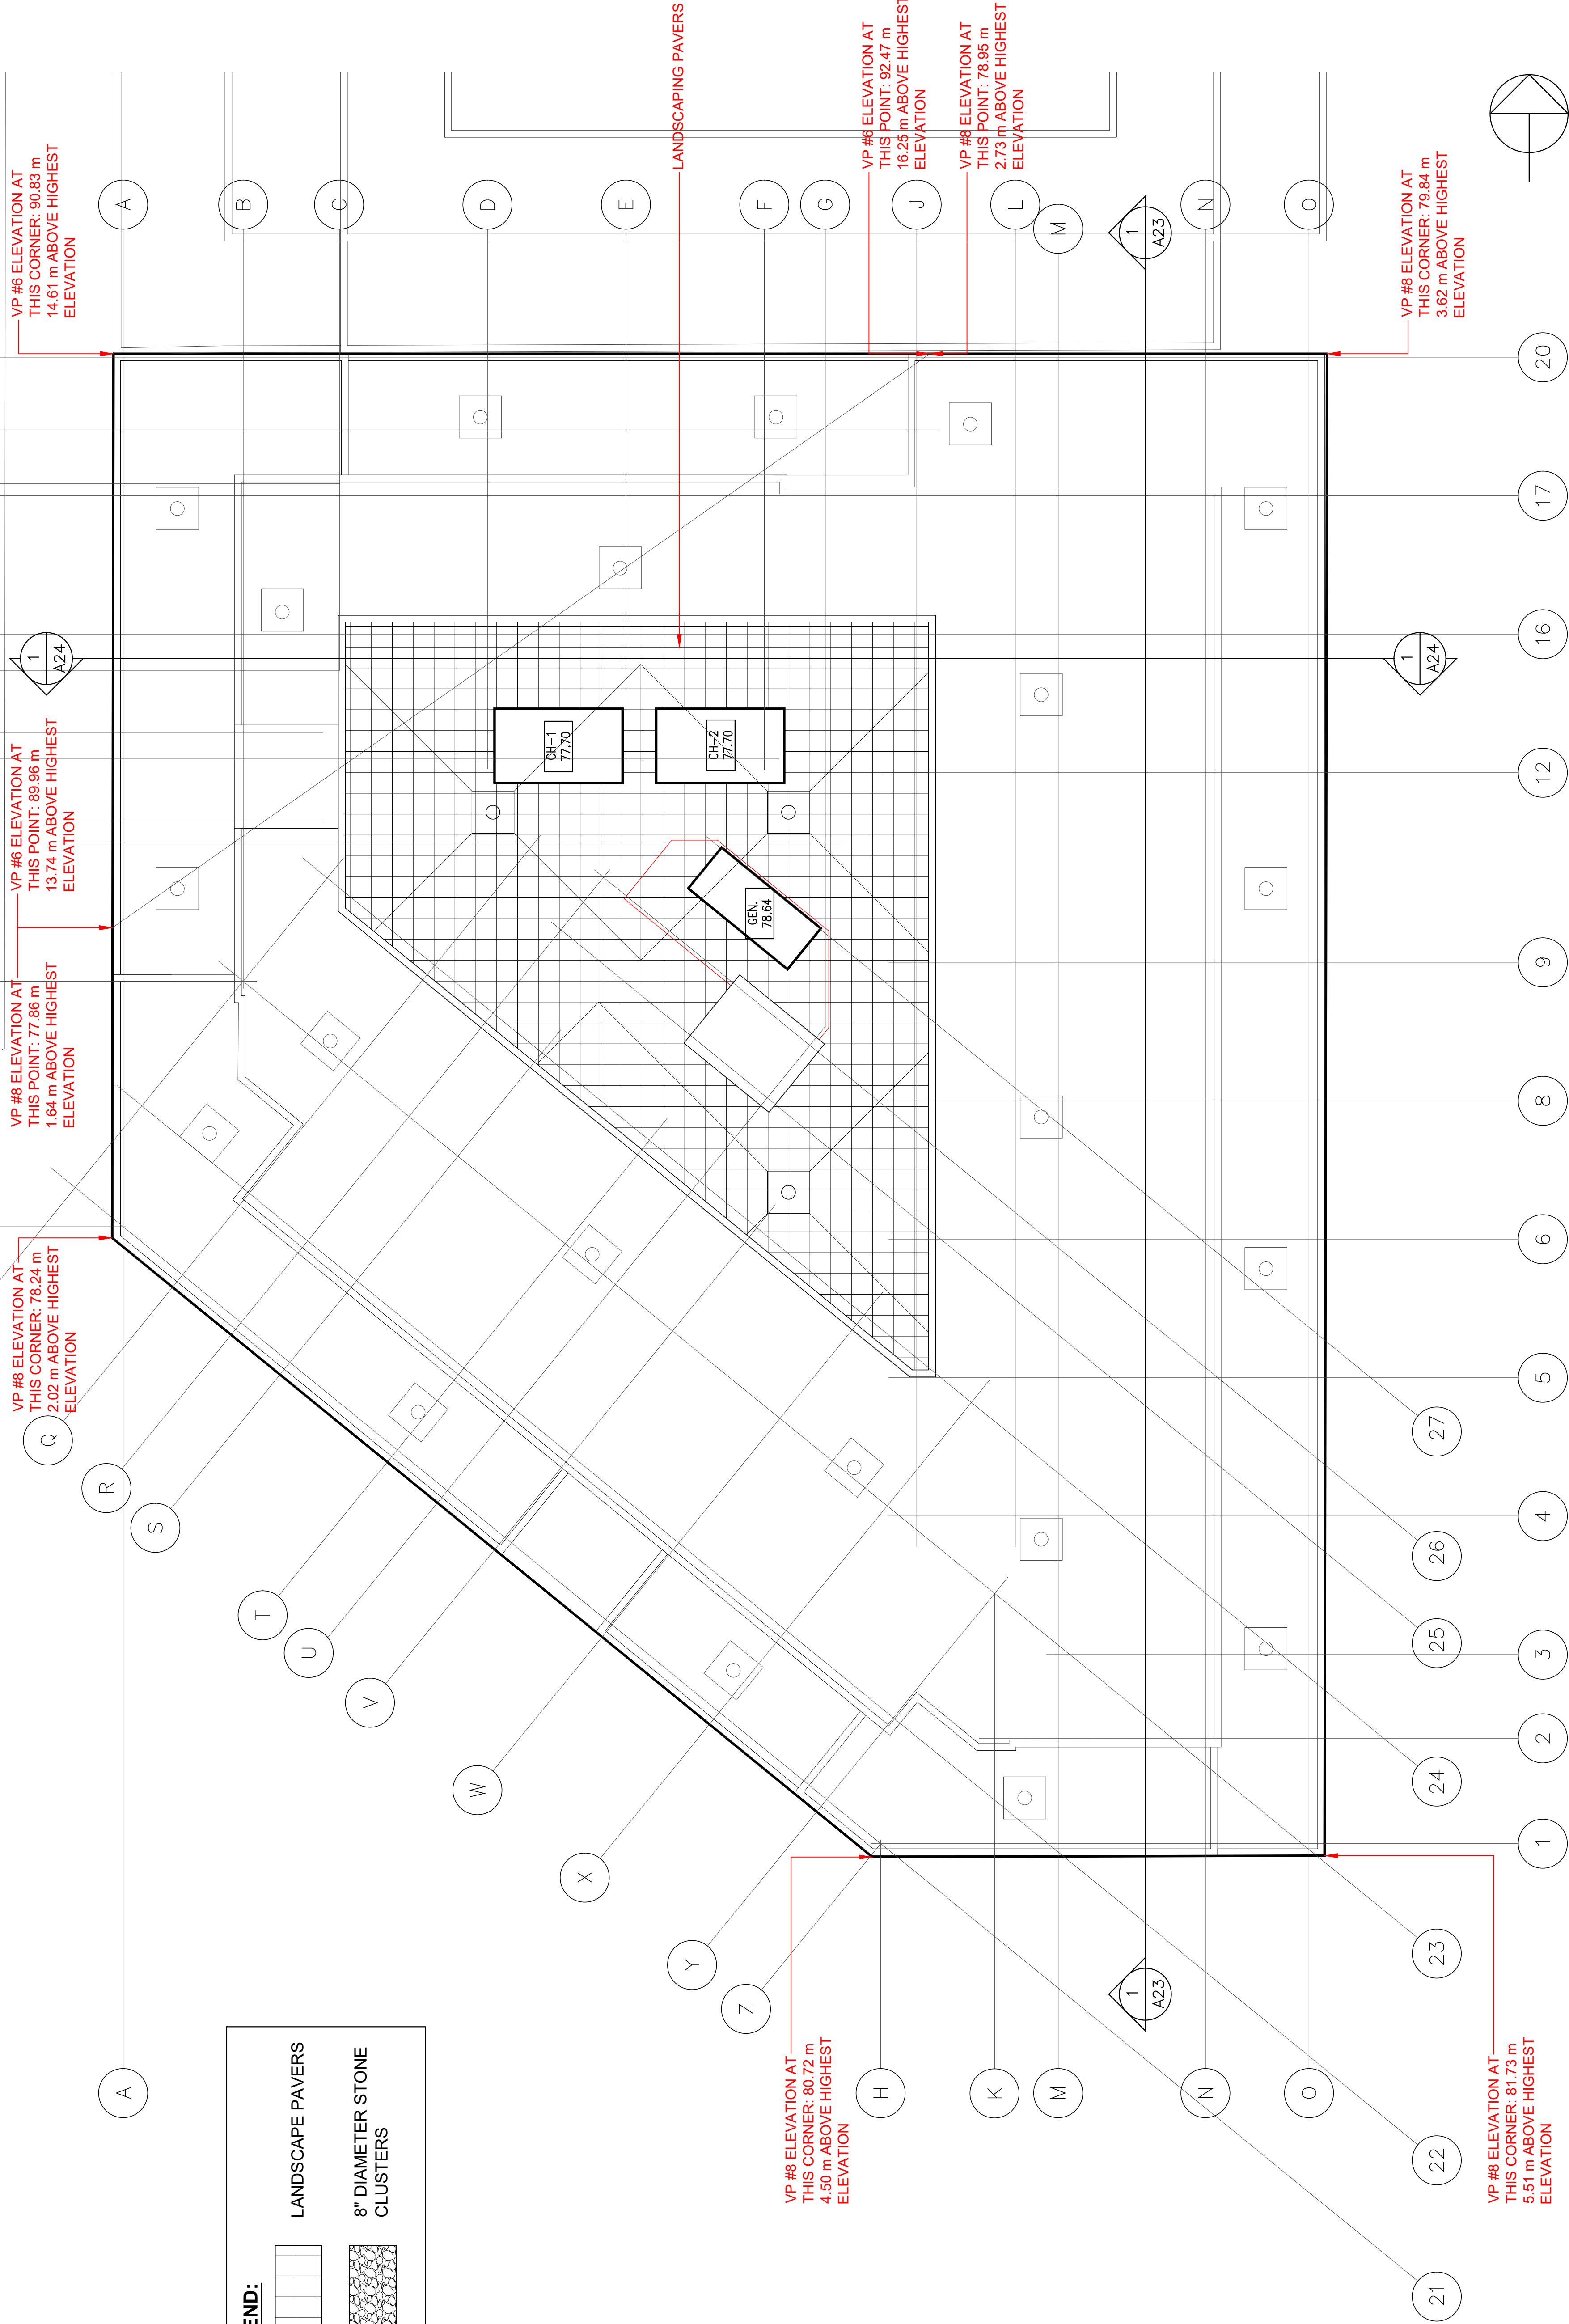 VP #6 ELEVATION AT
THIS CORNER: 90.83 m
14.61 m ABOVE HIGHEST
ELEVATION
VP #6 ELEVATION AT
THIS POINT: 89.96 m
13.74 m ABOVE HIGHEST
ELEVATION
VP #8 ELEVATION AT
THIS POINT: 77.86 m
1.64 m ABOVE HIGHEST
ELEVATION
VP #8 ELEVATION AT
THIS CORNER: 78.24 m
2.02 m ABOVE HIGHEST
ELEVATION
LANDSCAPING PAVERS
VP #6 ELEVATION AT
THIS POINT: 92.47 m
16.25 m ABOVE HIGHEST
ELEVATION
VP #8 ELEVATION AT
THIS POINT: 78.95 m
2.73 m ABOVE HIGHEST
ELEVATION
VP #8 ELEVATION AT
THIS CORNER: 79.84 m
3.62 m ABOVE HIGHEST
ELEVATION
VP #8 ELEVATION AT
THIS CORNER: 80.72 m
4.50 m ABOVE HIGHEST
ELEVATION
VP #8 ELEVATION AT
THIS CORNER: 81.73 m
5.51 m ABOVE HIGHEST
ELEVATION
END:
LANDSCAPE PAVERS
8" DIAMETER STONE
CLUSTERS
CH-1
77.70
CH-2
77.70
GEN.
78.64
1
A24
1
A24
1
A23
1
A23
A
B
C
D
E
F
G
J
L
M
N
O
Q
R
S
T
U
V
W
X
Y
Z
A
H
K
M
N
O
21
22
23
24
25
26
27
1
2
3
4
5
6
8
9
12
16
17
20